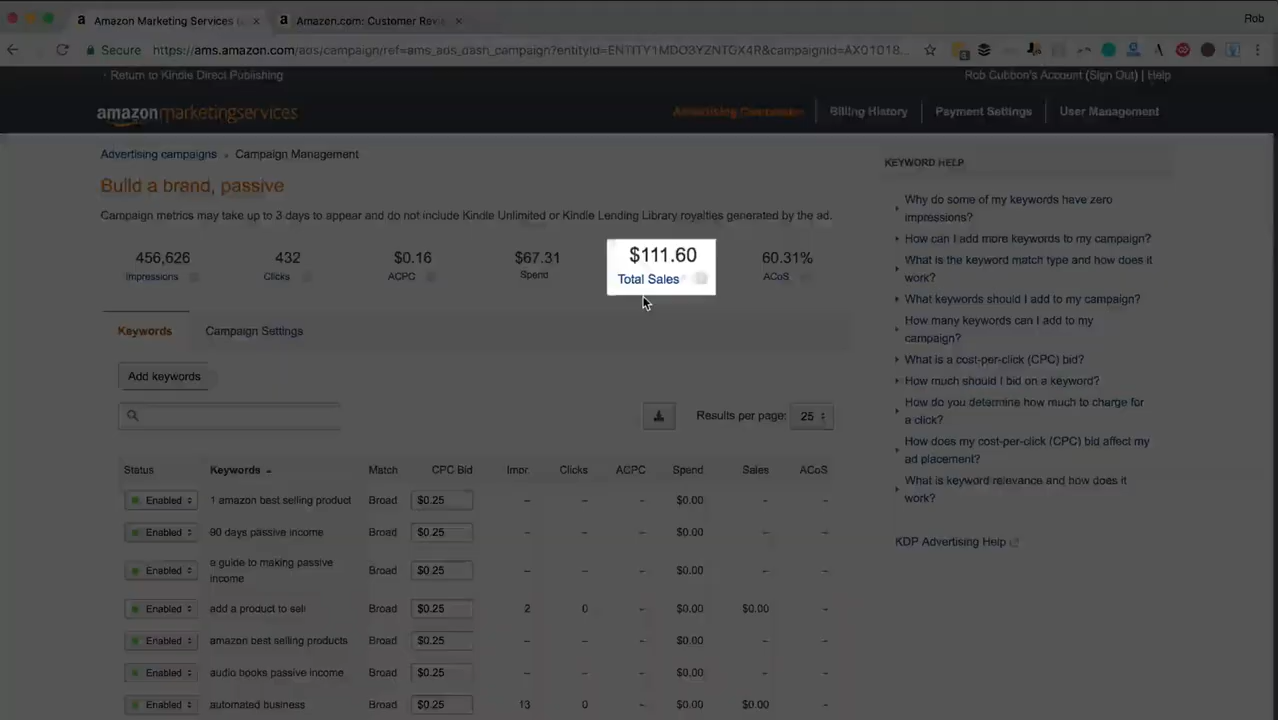 Amazon Marketing Services
Amazon.com: Customer Rev
Rob
Secure
https://ams.amazon.com/ads/campaign/ref=ams_ads_dash_campaign?entityId=ENTITY1MDO3YZNTGX4R&campaignId=AX01018...
Return to Kindle Direct Publishing
Rob Cubbon's Account (Sign Out) | Help
amazonmarketingservices
Billing History
Payment Settings
User Management
Advertising campaigns
Campaign Management
Build a brand, passive
Campaign metrics may take up to 3 days to appear and do not include Kindle Unlimited or Kindle Lending Library royalties generated by the ad.
456,626
Impressions
432
Clicks
$0.16
ACPC
$67.31
Spend
$111.60
Total Sales
60.31%
ACoS
Keywords
Campaign Settings
Add keywords
Results per page:
25
Status Keywords Match CPC Bid Impr. Clicks ACPC Spend Sales ACoS
Enabled 1 amazon best selling product Broad $0.25 – – – $0.00 – –
Enabled 90 days passive income Broad $0.25 – – – $0.00 – –
Enabled a guide to making passive income Broad $0.25 – – – $0.00 – –
Enabled add a product to sell Broad $0.25 2 0 – $0.00 $0.00 –
Enabled amazon best selling products Broad $0.25 – – – $0.00 – –
Enabled audio books passive income Broad $0.25 – – – $0.00 – –
Enabled automated business Broad $0.25 13 0 – $0.00 $0.00 –
KEYWORD HELP
Why do some of my keywords have zero
impressions?
How can I add more keywords to my campaign?
What is the keyword match type and how does it
work?
What keywords should I add to my campaign?
How many keywords can I add to my
campaign?
What is a cost-per-click (CPC) bid?
How much should I bid on a keyword?
How do you determine how much to charge for
a click?
How does my cost-per-click (CPC) bid affect my
ad placement?
What is keyword relevance and how does it
work?
KDP Advertising Help